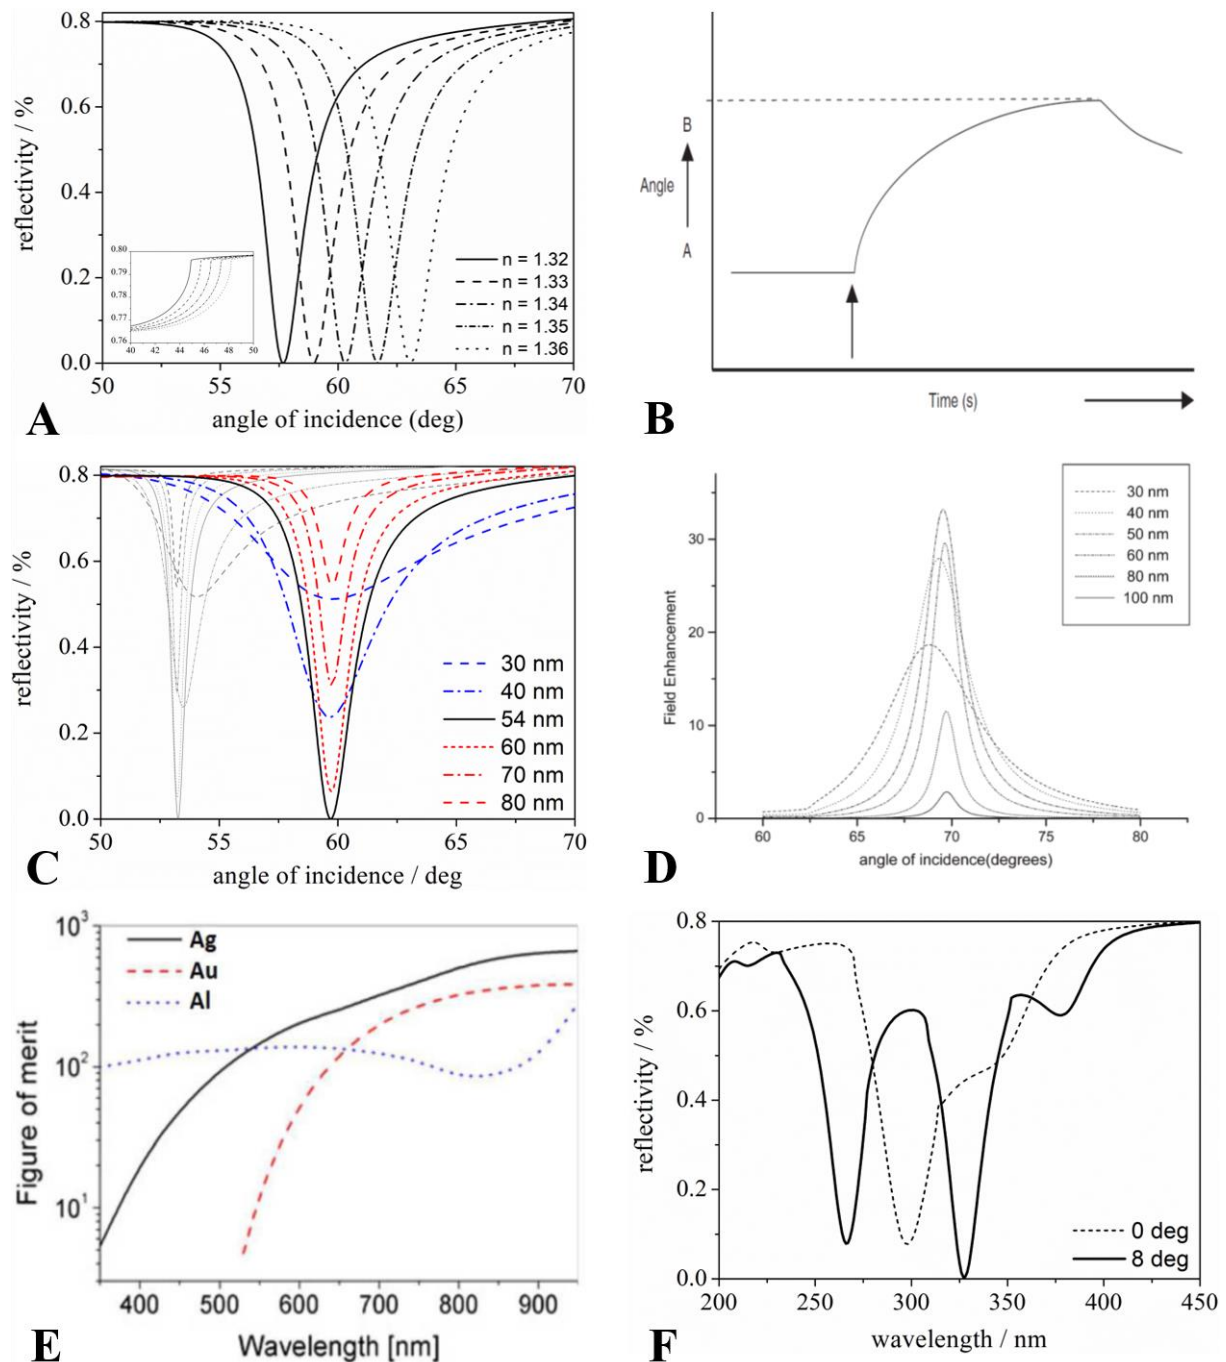 0.8
0.6
0.4
0.2
0.0
reflectivity / %
0.80
0.79
0.78
0.77
0.76
40 42 44 46 48 50
n = 1.32
n = 1.33
n = 1.34
n = 1.35
n = 1.36
50 55 60 65 70
angle of incidence (deg)
A
B
Angle
A
Time (s)
B
0.8
0.6
0.4
0.2
0.0
reflectivity / %
30 nm
40 nm
54 nm
60 nm
70 nm
80 nm
50 55 60 65 70
angle of incidence / deg
C
30 nm
40 nm
50 nm
60 nm
80 nm
100 nm
30
20
10
0
Field Enhancement
60 65 70 75 80
angle of incidence(degrees)
D
10³
10²
10¹
Figure of merit
Ag
Au
Al
400 500 600 700 800 900
Wavelength [nm]
E
0.8
0.6
0.4
0.2
0.0
reflectivity / %
0 deg
8 deg
200 250 300 350 400 450
wavelength / nm
F